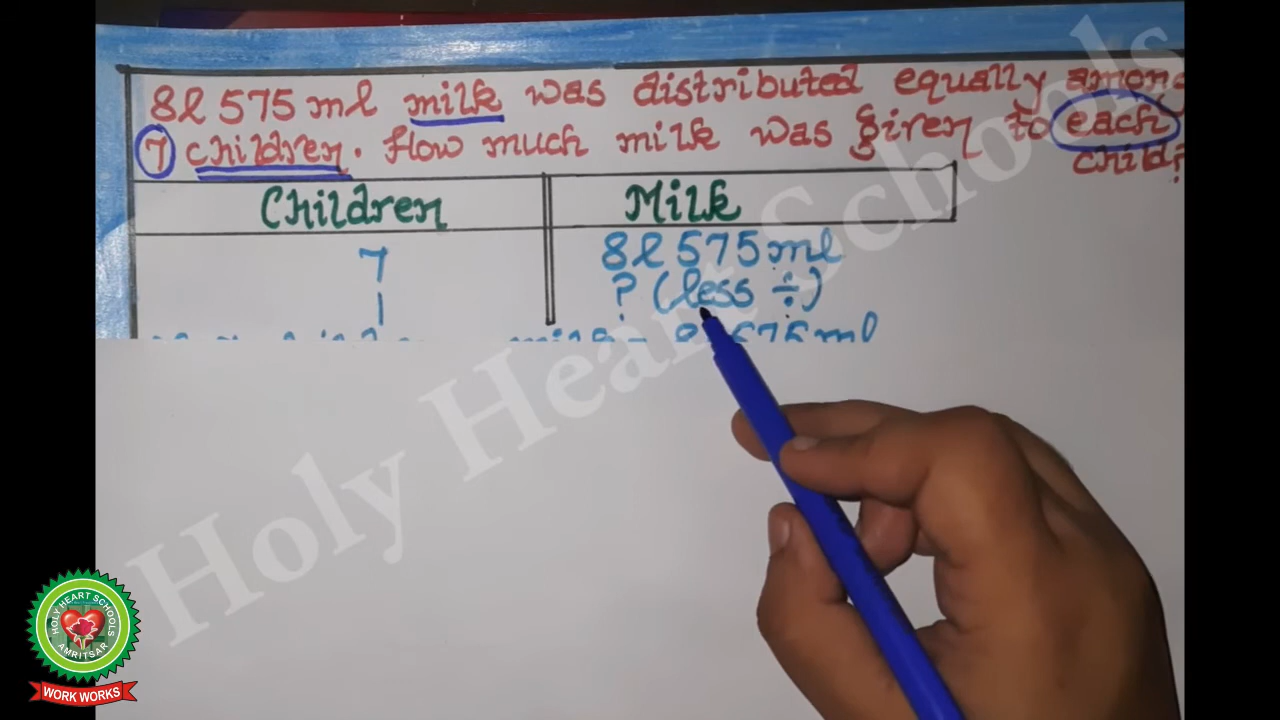 8l 575 ml milk was distributed equally among
7 children. How much milk was given to each
child?
Children Milk
7 8l 575 ml
1 ? (less ÷)
Holy Heart Schools
HOLY HEART SCHOOLS
AMRITSAR
WORK WORKS